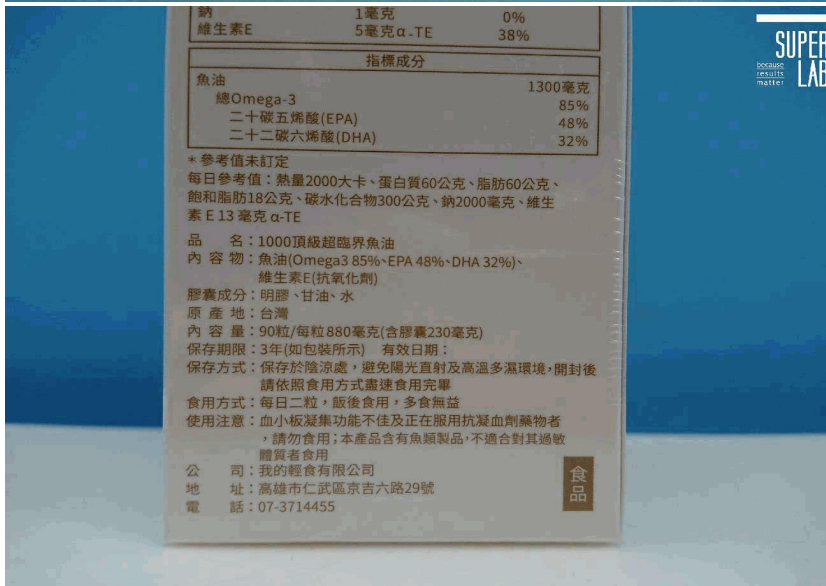 鈉 1毫克 0%
維生素E 5毫克α-TE 38%
指標成分
魚油 1300毫克
總Omega-3 85%
二十碳五烯酸(EPA) 48%
二十二碳六烯酸(DHA) 32%
＊參考值未訂定
每日參考值：熱量2000大卡、蛋白質60公克、脂肪60公克、
飽和脂肪18公克、碳水化合物300公克、鈉2000毫克、維生
素 E 13 毫克 α-TE
品 名：1000頂級超臨界魚油
內 容 物：魚油(Omega3 85%、EPA 48%、DHA 32%)、
維生素E(抗氧化劑)
膠囊成分：明膠、甘油、水
原 產 地：台灣
內 容 量：90粒/每粒880毫克(含膠囊230毫克)
保存期限：3年(如包裝所示) 有效日期：
保存方式：保存於陰涼處，避免陽光直射及高溫多濕環境，開封後
請依照食用方式盡速食用完畢
食用方式：每日二粒，飯後食用，多食無益
使用注意：血小板凝集功能不佳及正在服用抗凝血劑藥物者
，請勿食用；本產品含有魚類製品，不適合對其過敏
體質者食用
公 司：我的輕食有限公司
地 址：高雄市仁武區京吉六路29號
電 話：07-3714455
食品
SUPER
LAB
because
results
matter